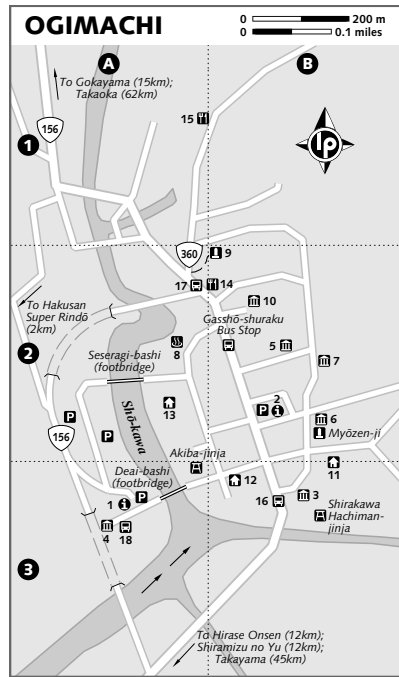 OGIMACHI
0 200 m
0 0.1 miles
A
B
To Gokayama (15km);
Takaoka (62km)
156
1
15
lp
360
9
17
14
To Hakusan
Super Rindō
(2km)
10
Gasshō-shuraku
Bus Stop
2
8
5
7
Seseragi-bashi
(footbridge)
13
Shō-kawa
P
P
2
P i
6
Myōzen-ji
156
Akiba-jinja
Deai-bashi
(footbridge)
11
12
P
1 i
16
3
Shirakawa
Hachiman-
jinja
4
18
3
To Hirase Onsen (12km);
Shiramizu no Yu (12km);
Takayama (45km)